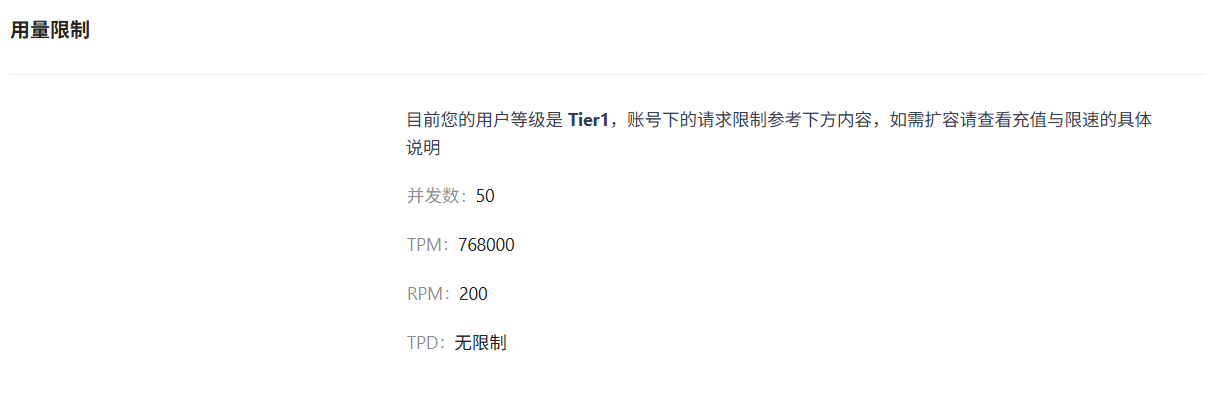 用量限制
目前您的用户等级是 Tier1，账号下的请求限制参考下方内容，如需扩容请查看充值与限速的具体
说明
并发数：50
TPM：768000
RPM：200
TPD：无限制